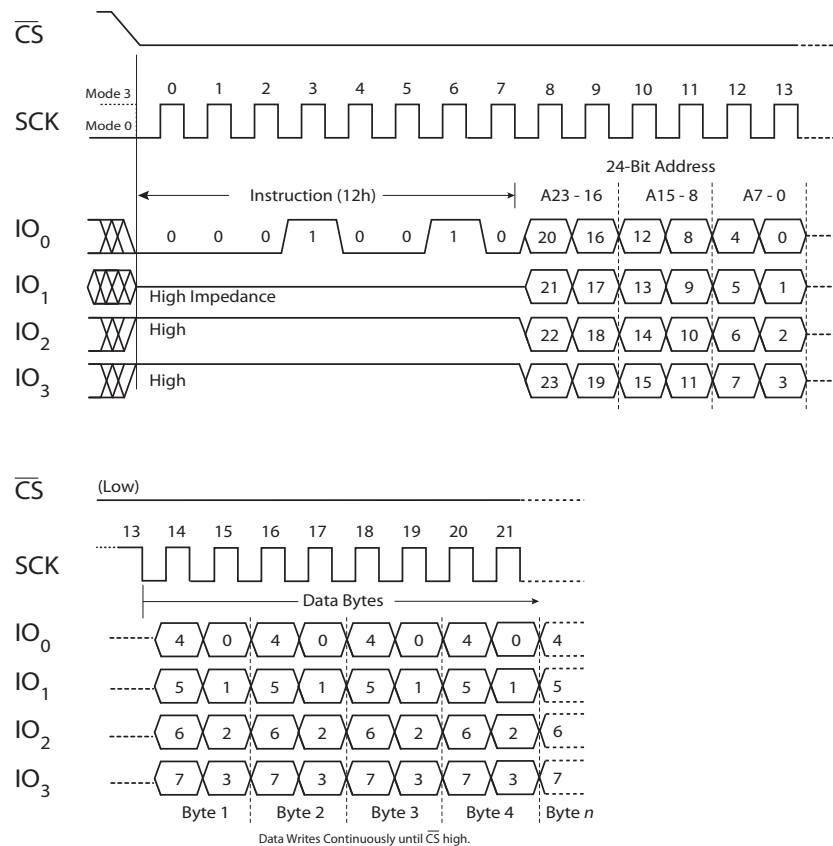 CS
Mode 3
0 1 2 3 4 5 6 7 8 9 10 11 12 13
SCK
Mode 0
24-Bit Address
Instruction (12h)
A23 - 16 A15 - 8 A7 - 0
IO0 0 0 0 1 0 0 1 0 20 16 12 8 4 0
IO1 High Impedance 21 17 13 9 5 1
IO2 High 22 18 14 10 6 2
IO3 High 23 19 15 11 7 3
CS (Low)
13 14 15 16 17 18 19 20 21
SCK
Data Bytes
IO0 4 0 4 0 4 0 4 0 4
IO1 5 1 5 1 5 1 5 1 5
IO2 6 2 6 2 6 2 6 2 6
IO3 7 3 7 3 7 3 7 3 7
Byte 1 Byte 2 Byte 3 Byte 4 Byte n
Data Writes Continuously until CS high.